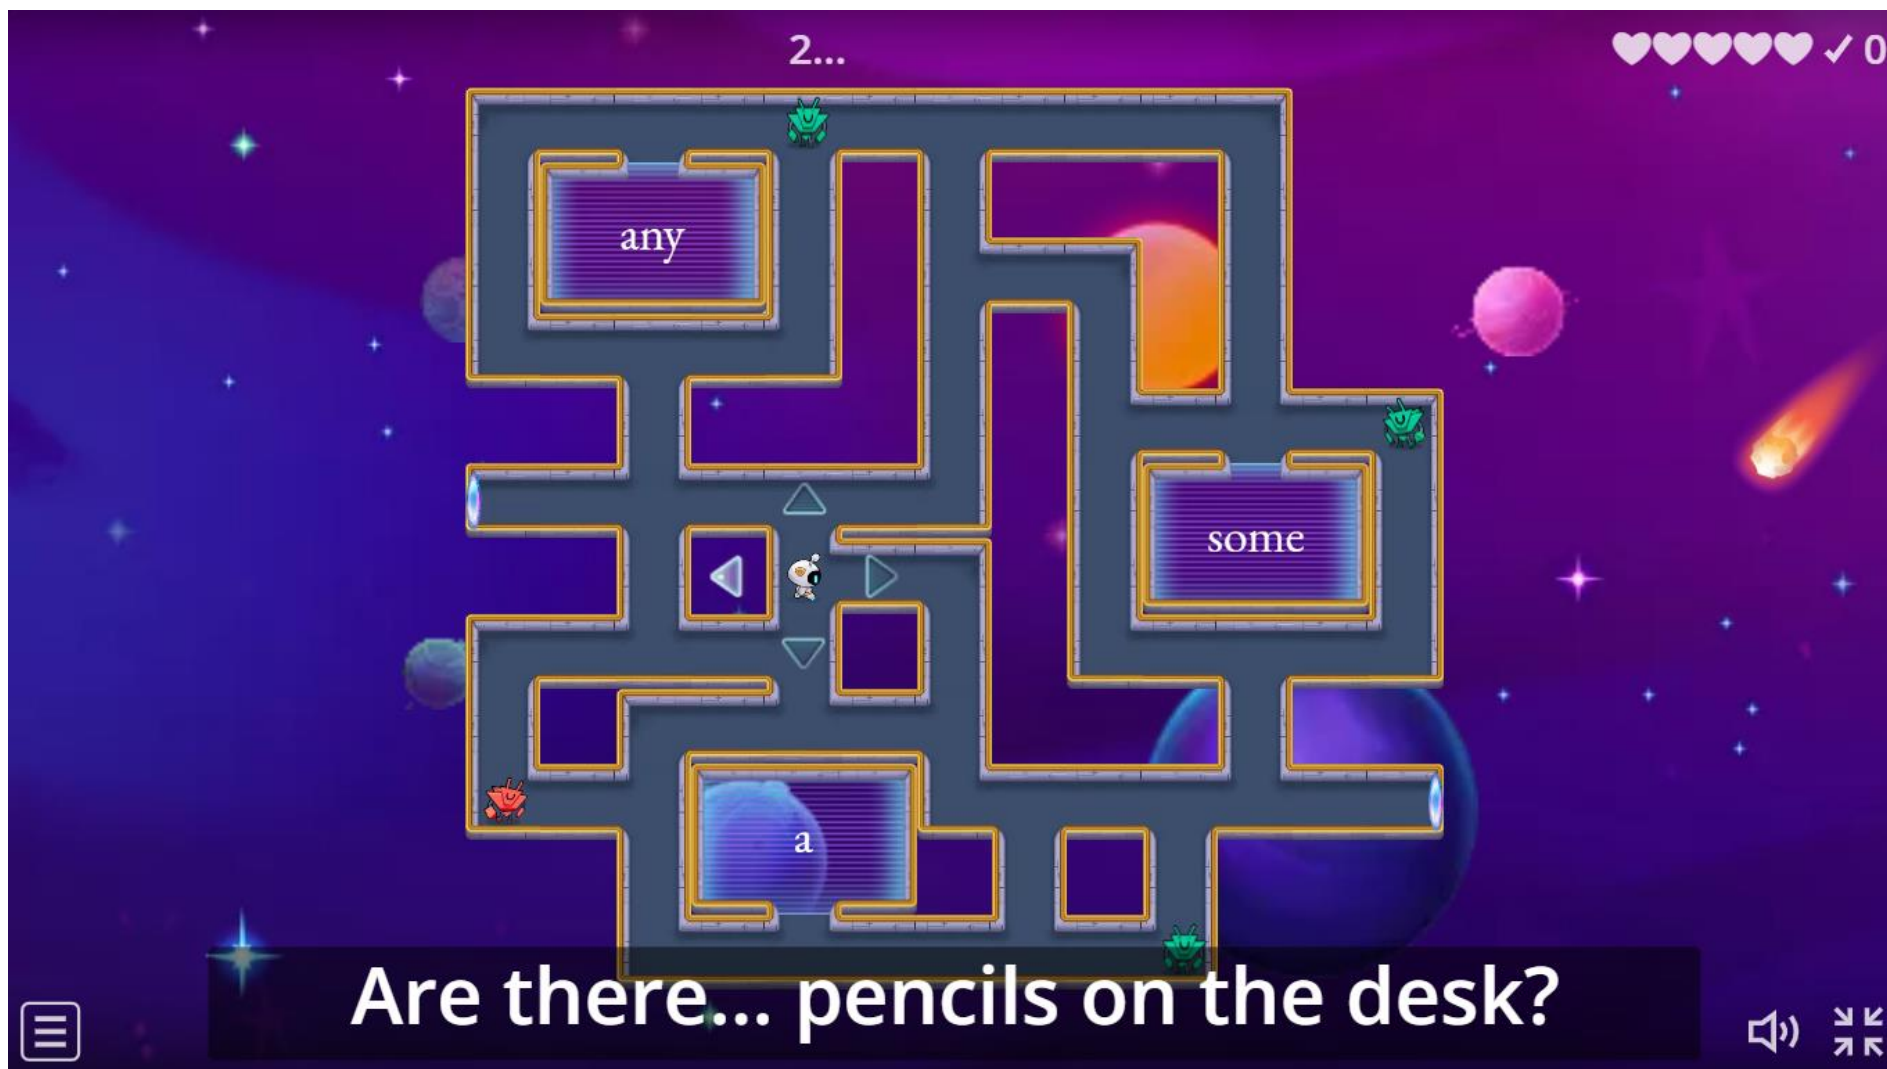 2...
✓ 0
any
some
a
Are there... pencils on the desk?